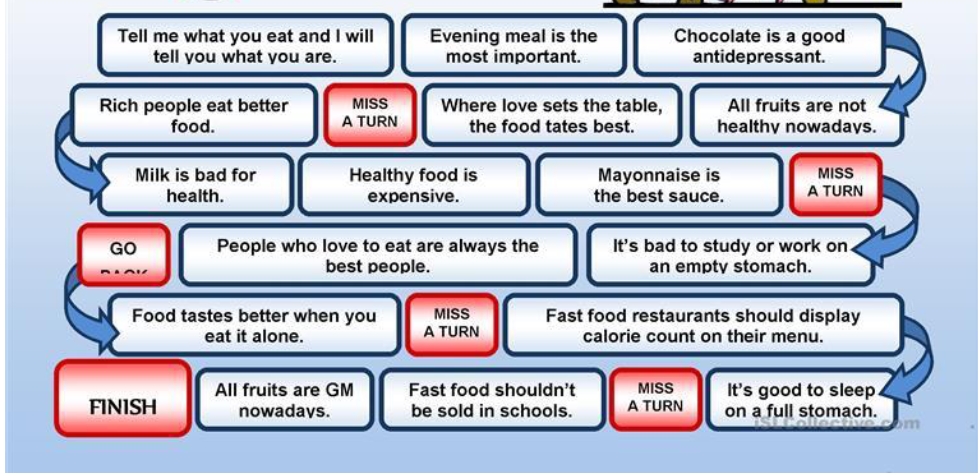 Tell me what you eat and I will
tell you what you are.
Evening meal is the
most important.
Chocolate is a good
antidepressant.
Rich people eat better
food.
MISS
A TURN
Where love sets the table,
the food tates best.
All fruits are not
healthy nowadays.
Milk is bad for
health.
Healthy food is
expensive.
Mayonnaise is
the best sauce.
MISS
A TURN
GO
BACK
People who love to eat are always the
best people.
It's bad to study or work on
an empty stomach.
Food tastes better when you
eat it alone.
MISS
A TURN
Fast food restaurants should display
calorie count on their menu.
FINISH
All fruits are GM
nowadays.
Fast food shouldn't
be sold in schools.
MISS
A TURN
It's good to sleep
on a full stomach.
iSLCollective.com